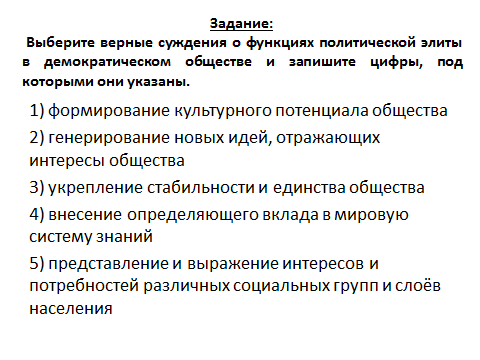 Задание:
Выберите верные суждения о функциях политической элиты
в демократическом обществе и запишите цифры, под
которыми они указаны.
1) формирование культурного потенциала общества
2) генерирование новых идей, отражающих
интересы общества
3) укрепление стабильности и единства общества
4) внесение определяющего вклада в мировую
систему знаний
5) представление и выражение интересов и
потребностей различных социальных групп и слоёв
населения